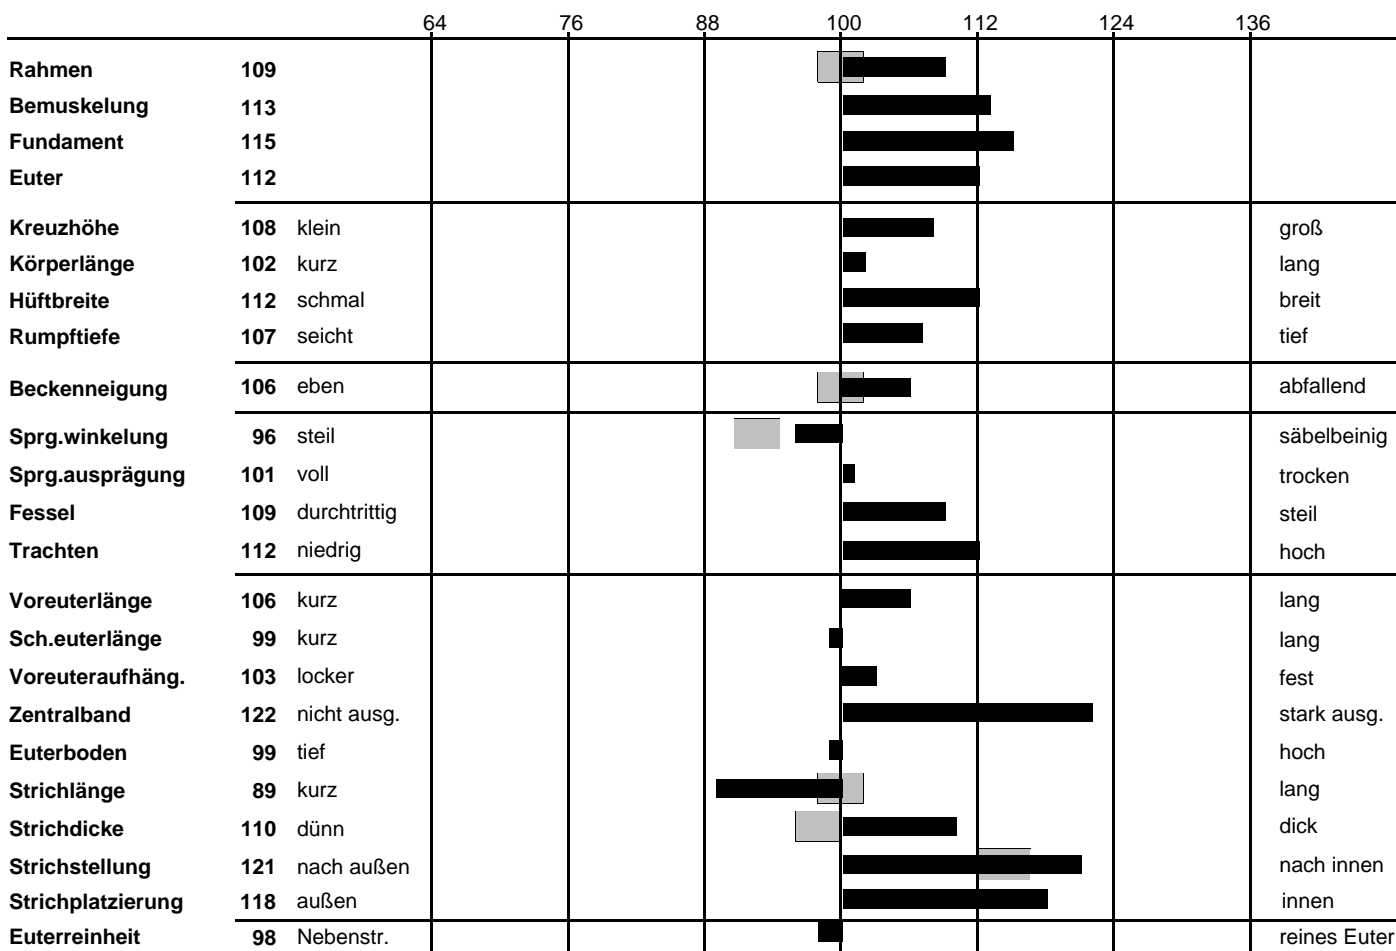 64 76 88 100 112 124 136
Rahmen 109
Bemuskelung 113
Fundament 115
Euter 112
Kreuzhöhe 108 klein groß
Körperlänge 102 kurz lang
Hüftbreite 112 schmal breit
Rumpftiefe 107 seicht tief
Beckenneigung 106 eben abfallend
Sprg.winkelung 96 steil säbelbeinig
Sprg.ausprägung 101 voll trocken
Fessel 109 durchtrittig steil
Trachten 112 niedrig hoch
Voreuterlänge 106 kurz lang
Sch.euterlänge 99 kurz lang
Voreuteraufhäng. 103 locker fest
Zentralband 122 nicht ausg. stark ausg.
Euterboden 99 tief hoch
Strichlänge 89 kurz lang
Strichdicke 110 dünn dick
Strichstellung 121 nach außen nach innen
Strichplatzierung 118 außen innen
Euterreinheit 98 Nebenstr. reines Euter